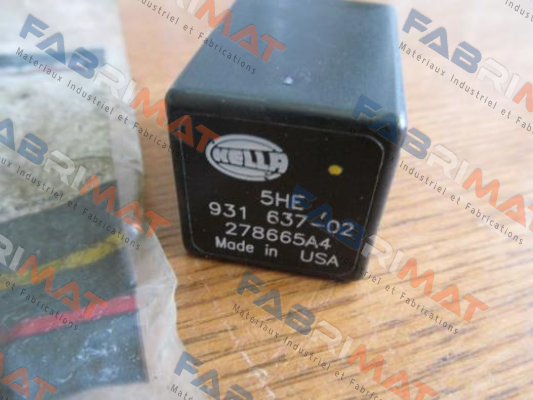 HELLA
5HE
931 637-02
278665A4
Made in USA
FABRIMAT
Materiaux Industriel et Fabrications